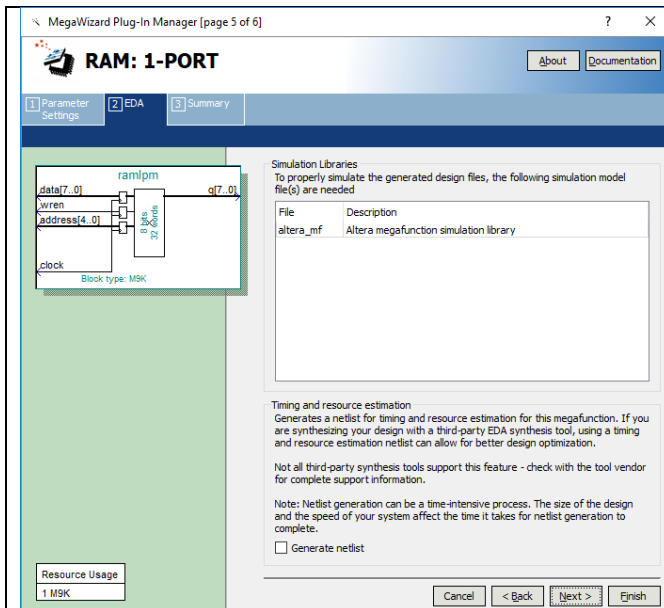 MegaWizard Plug-In Manager [page 5 of 6]
RAM: 1-PORT
About
Documentation
1 Parameter Settings
2 EDA
3 Summary
ramlpm
data[7..0]
q[7..0]
wren
address[4..0]
8 bits
32 words
clock
Block type: M9K
Simulation Libraries
To properly simulate the generated design files, the following simulation model
file(s) are needed
File Description
altera_mf Altera megafunction simulation library
Timing and resource estimation
Generates a netlist for timing and resource estimation for this megafunction. If you
are synthesizing your design with a third-party EDA synthesis tool, using a timing
and resource estimation netlist can allow for better design optimization.
Not all third-party synthesis tools support this feature - check with the tool vendor
for complete support information.
Note: Netlist generation can be a time-intensive process. The size of the design
and the speed of your system affect the time it takes for netlist generation to
complete.
Generate netlist
Resource Usage
1 M9K
Cancel
< Back
Next >
Finish